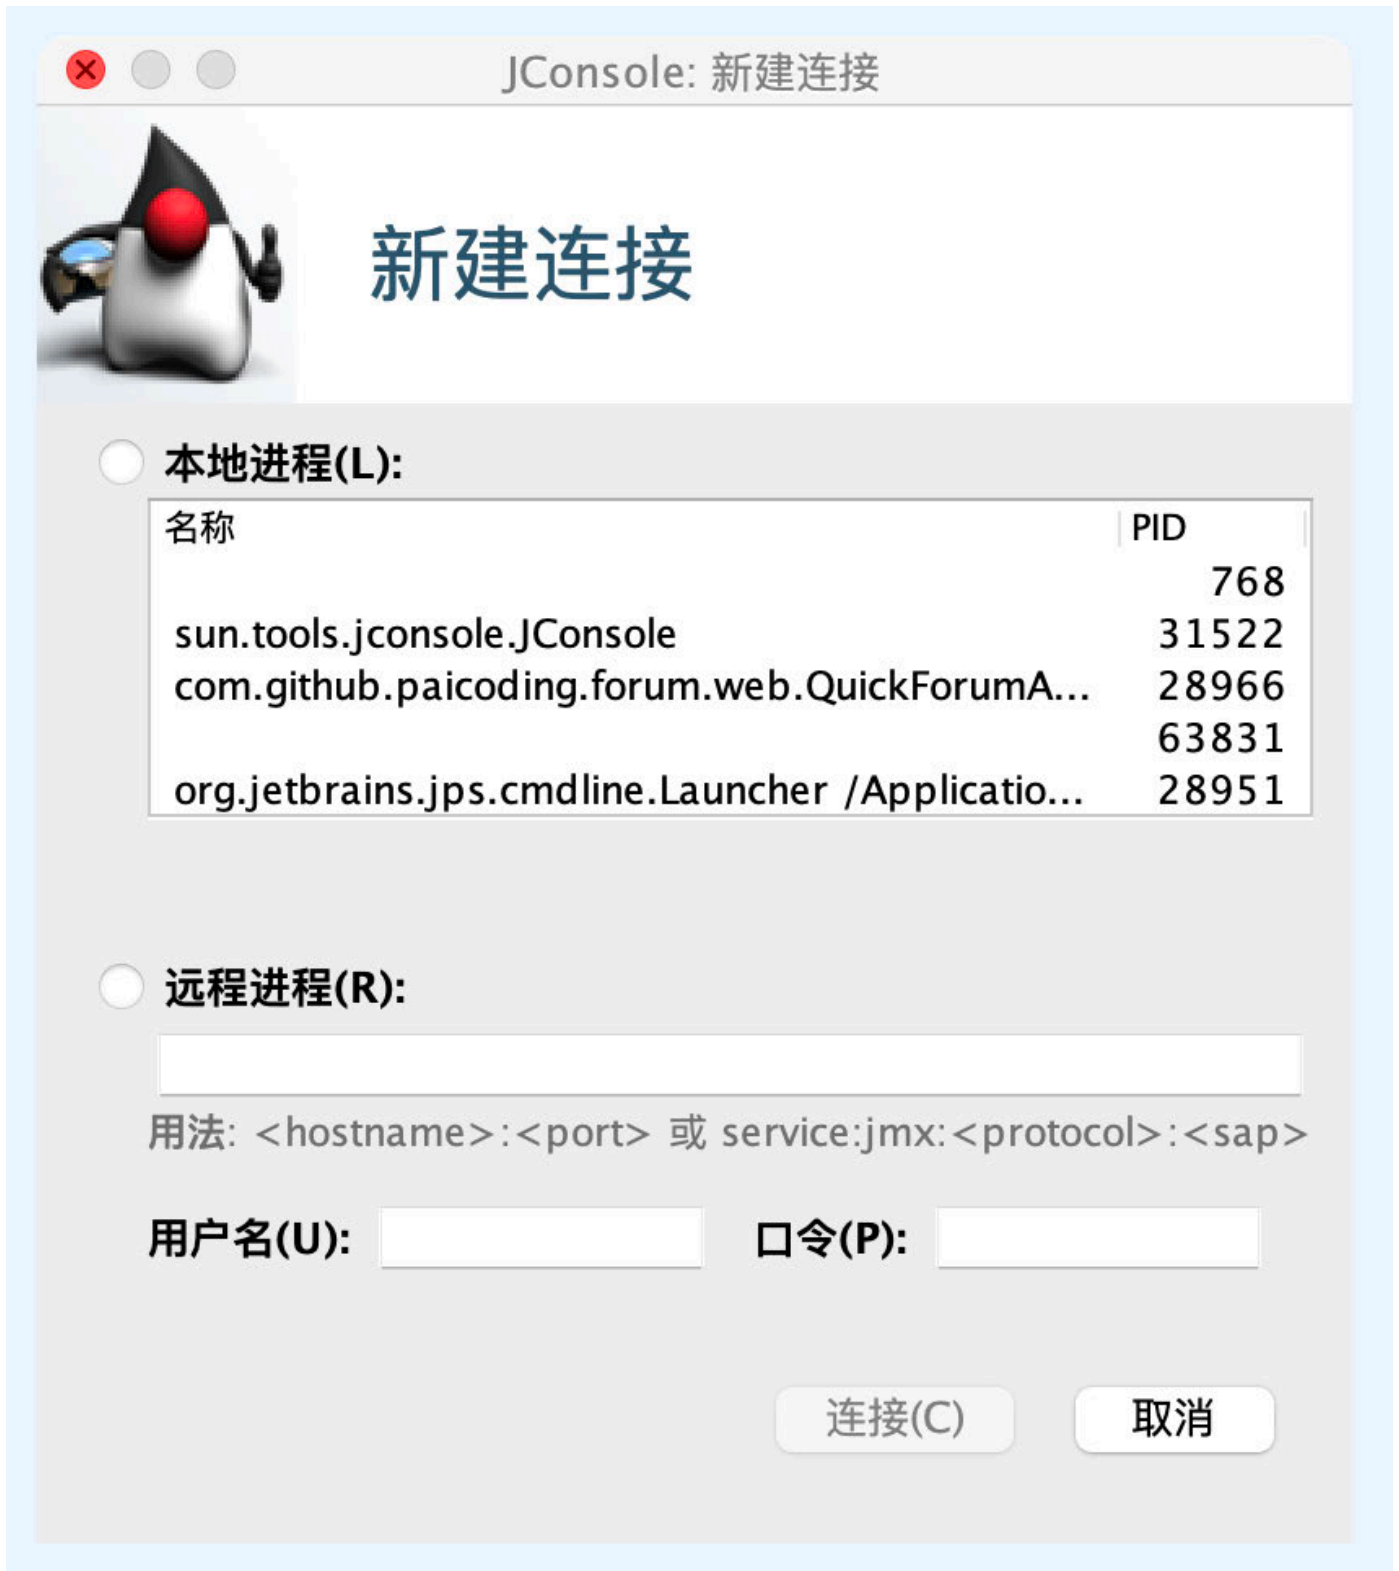 JConsole: 新建连接
新建连接
本地进程(L):
名称 PID
768
sun.tools.jconsole.JConsole 31522
com.github.paicoding.forum.web.QuickForumA... 28966
63831
org.jetbrains.jps.cmdline.Launcher /Applicatio... 28951
远程进程(R):
用法: <hostname>:<port> 或 service:jmx:<protocol>:<sap>
用户名(U): 口令(P):
连接(C) 取消